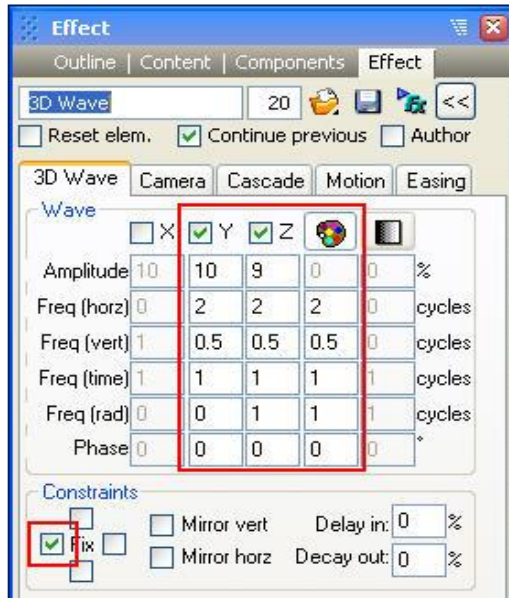 Effect
Outline | Content | Components Effect
3D Wave 20 Fx <<
Reset elem. Continue previous Author
3D Wave Camera Cascade Motion Easing
Wave
X Y Z
Amplitude 10 10 9 0 0 %
Freq (horz) 0 2 2 2 0 cycles
Freq (vert) 1 0.5 0.5 0.5 0 cycles
Freq (time) 1 1 1 1 1 cycles
Freq (rad) 0 0 1 1 1 cycles
Phase 0 0 0 0 0 °
Constraints
Mirror vert Delay in: 0 %
Fix
Mirror horz Decay out: 0 %